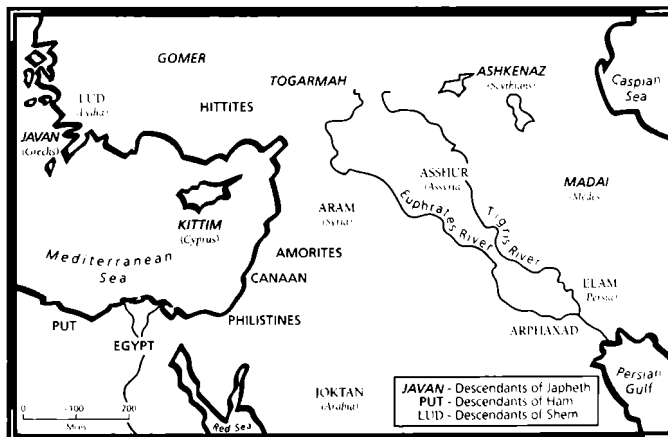 GOMER
TOGARMAH
ASHKENAZ
(Scythians)
Caspian
Sea
LUD
(Lydia)
HITTITES
JAVAN
(Greeks)
ASSHUR
(Assyria)
MADAI
Medes
KITTIM
(Cyprus)
ARAM
(Syria)
Euphrates River
Tigris River
Mediterranean
Sea
AMORITES
CANAAN
ELAM
Persia
PUT
PHILISTINES
ARPHAXAD
EGYPT
Persian
Gulf
JOKTAN
(Arabia)
Red Sea
0 100 200
Miles
JAVAN - Descendants of Japheth
PUT - Descendants of Ham
LUD - Descendants of Shem